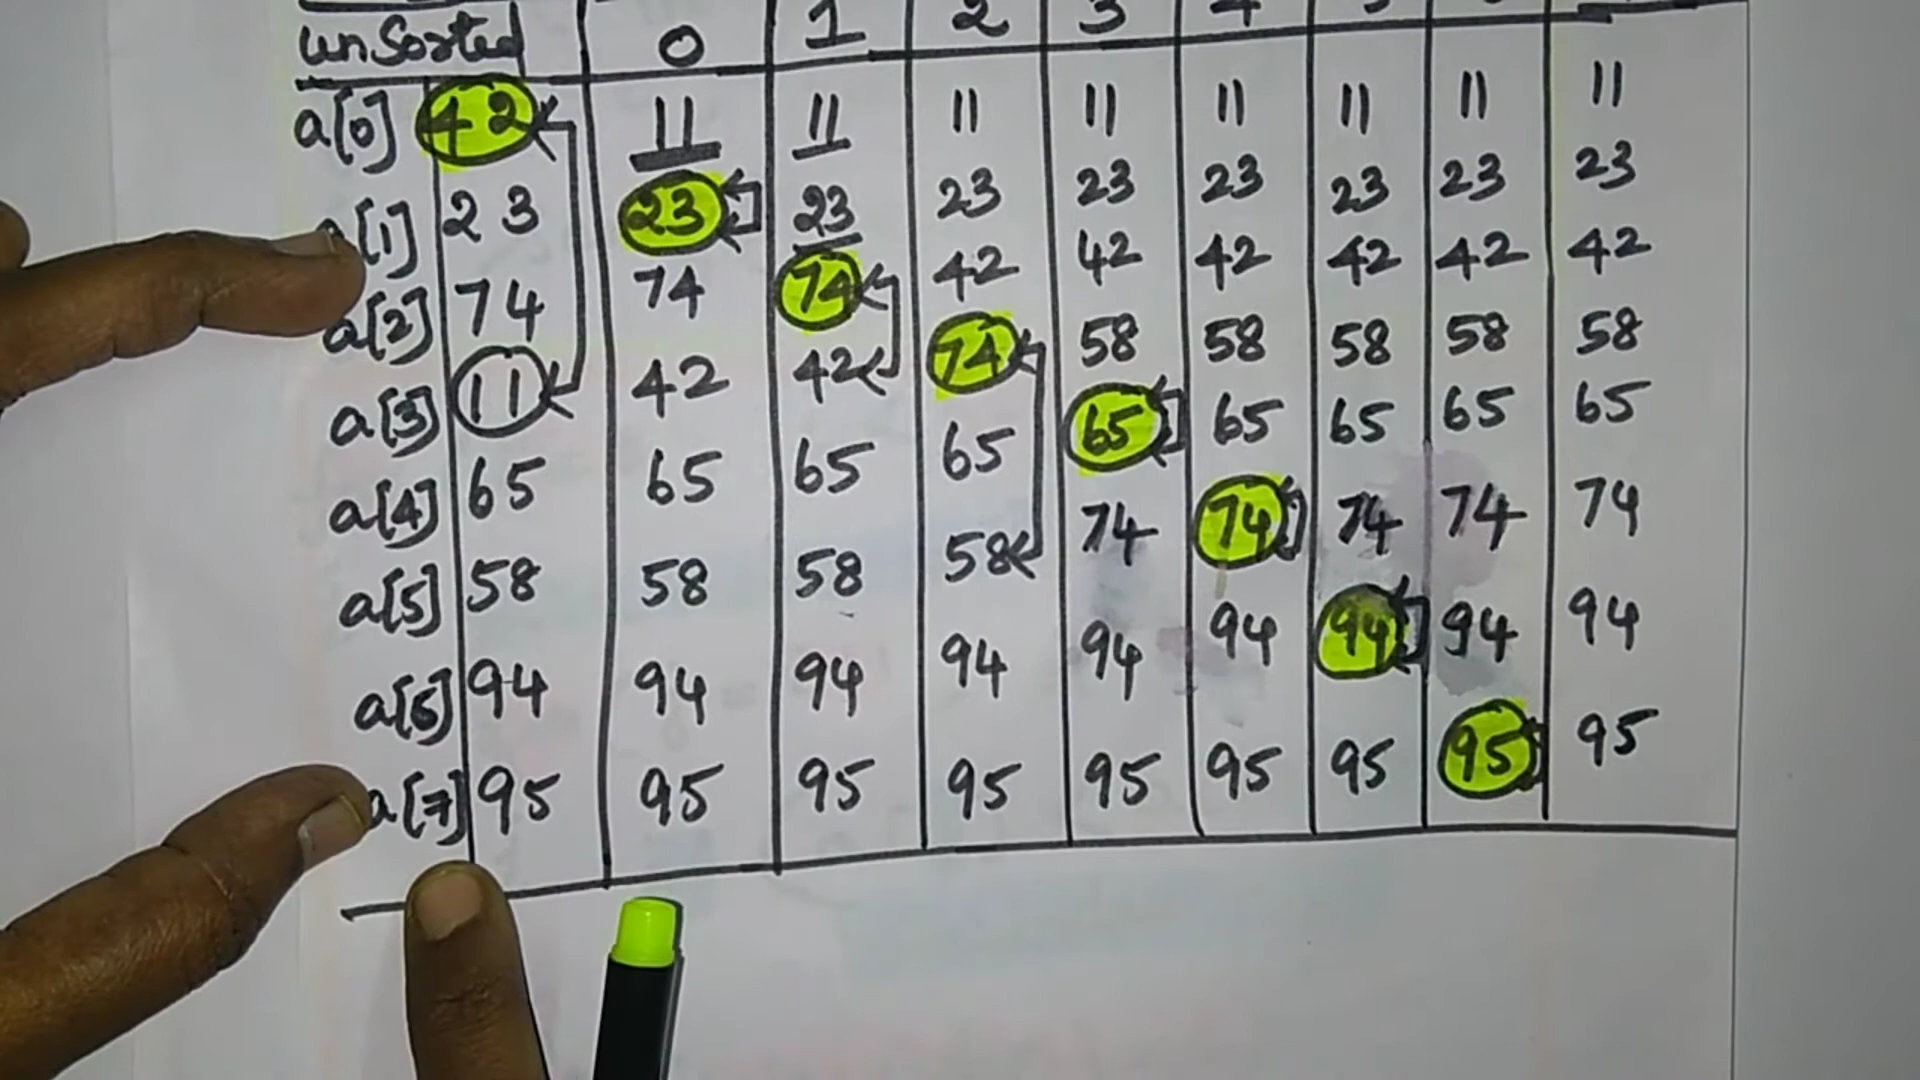 unsorted 0 1 2 3 4
a[0] 42 11 11 11 11 11 11 11 11
a[1] 23 23 23 23 23 23 23 23 23
a[2] 74 74 74 42 42 42 42 42 42
a[3] 11 42 42 74 58 58 58 58 58
a[4] 65 65 65 65 65 65 65 65 65
a[5] 58 58 58 58 74 74 74 74 74
a[6] 94 94 94 94 94 94 94 94 94
a[7] 95 95 95 95 95 95 95 95 95